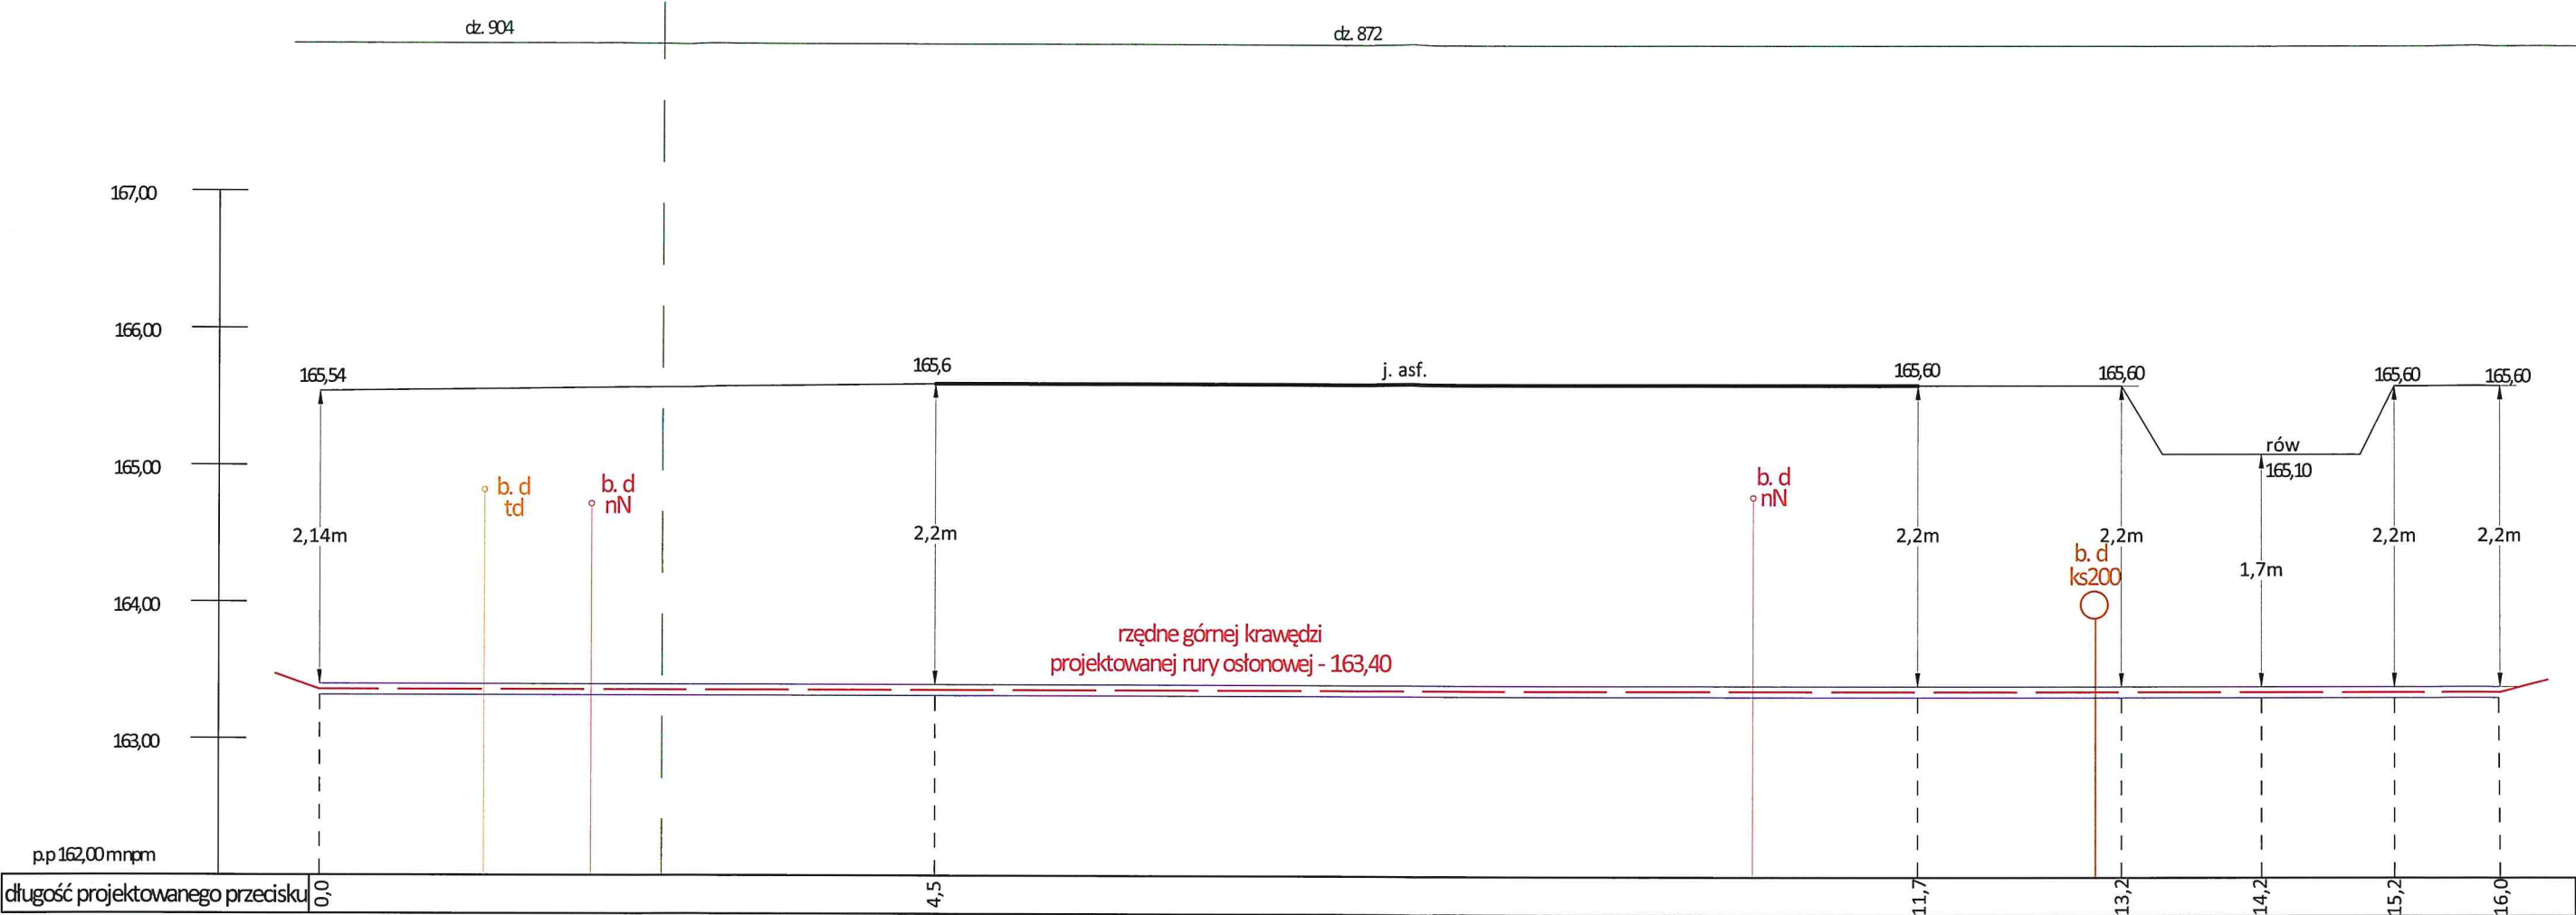 dz. 904
dz. 872
167,00
166,00
165,54
165,6
j. asf.
165,60
165,60
165,60
165,60
rów
165,10
165,00
b. d
td
b. d
nN
b. d
nN
2,14m
2,2m
2,2m
2,2m
2,2m
2,2m
b. d
ks200
1,7m
164,00
rzędne górnej krawędzi
projektowanej rury osłonowej - 163,40
163,00
p.p 162,00 mnpm
długość projektowanego przecisku
0,0
4,5
11,7
13,2
14,2
15,2
16,0